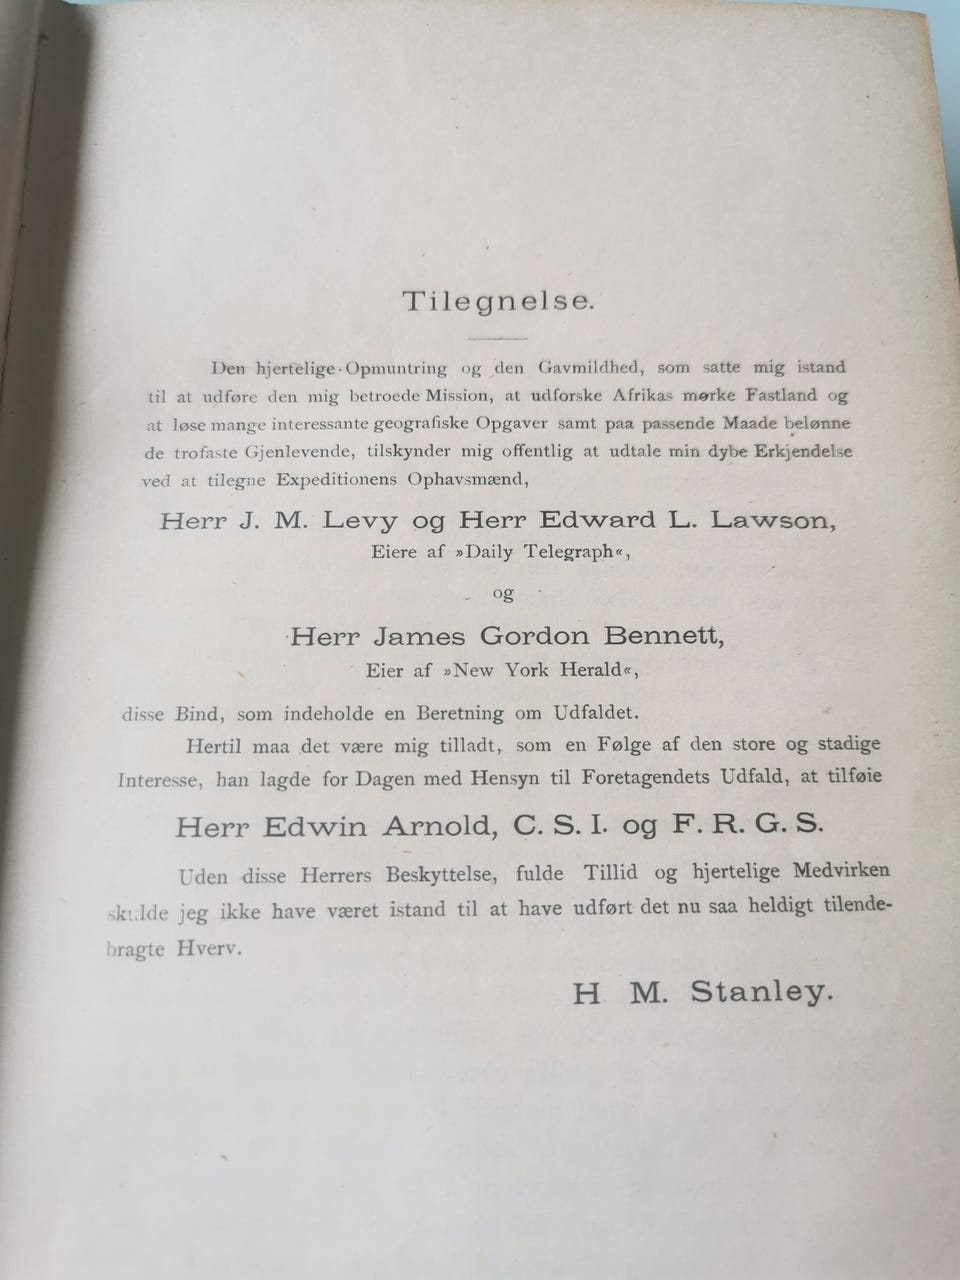 Tilegnelse.
Den hjertelige Opmuntring og den Gavmildhed, som satte mig istand
til at udføre den mig betroede Mission, at udforske Afrikas mørke Fastland og
at løse mange interessante geografiske Opgaver samt paa passende Maade belønne
de trofaste Gjenlevende, tilskynder mig offentlig at udtale min dybe Erkjendelse
ved at tilegne Expeditionens Ophavsmænd,
Herr J. M. Levy og Herr Edward L. Lawson,
Eiere af »Daily Telegraph«,
og
Herr James Gordon Bennett,
Eier af »New York Herald«,
disse Bind, som indeholde en Beretning om Udfaldet.
Hertil maa det være mig tilladt, som en Følge af den store og stadige
Interesse, han lagde for Dagen med Hensyn til Foretagendets Udfald, at tilføie
Herr Edwin Arnold, C. S. I. og F. R. G. S.
Uden disse Herrers Beskyttelse, fulde Tillid og hjertelige Medvirken
skulde jeg ikke have været istand til at have udført det nu saa heldigt tilende-
bragte Hverv.
H M. Stanley.